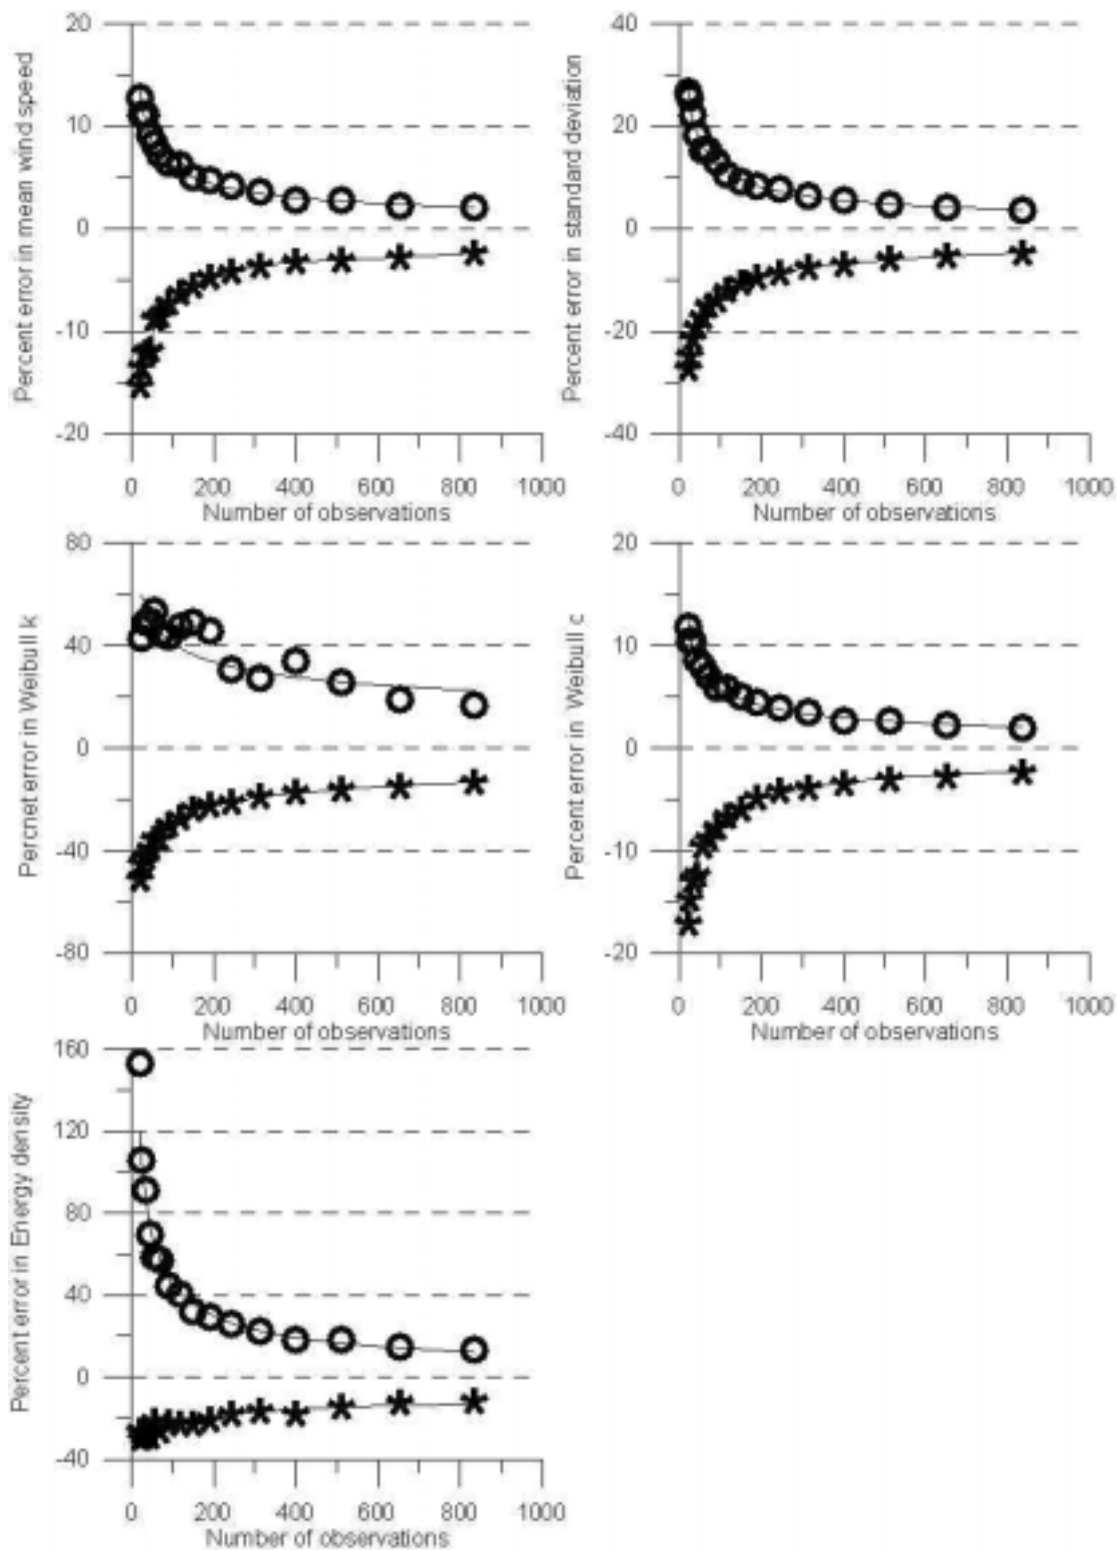 20
10
0
-10
-20
Percent error in mean wind speed
0 200 400 600 800 1000
Number of observations
40
20
0
-20
-40
Percent error in standard deviation
0 200 400 600 800 1000
Number of observations
80
40
0
-40
-80
Percnet error in Weibull k
0 200 400 600 800 1000
Number of observations
20
10
0
-10
-20
Percent error in Weibull c
0 200 400 600 800 1000
Number of observations
160
120
80
40
0
-40
Percent error in Energy density
0 200 400 600 800 1000
Number of observations